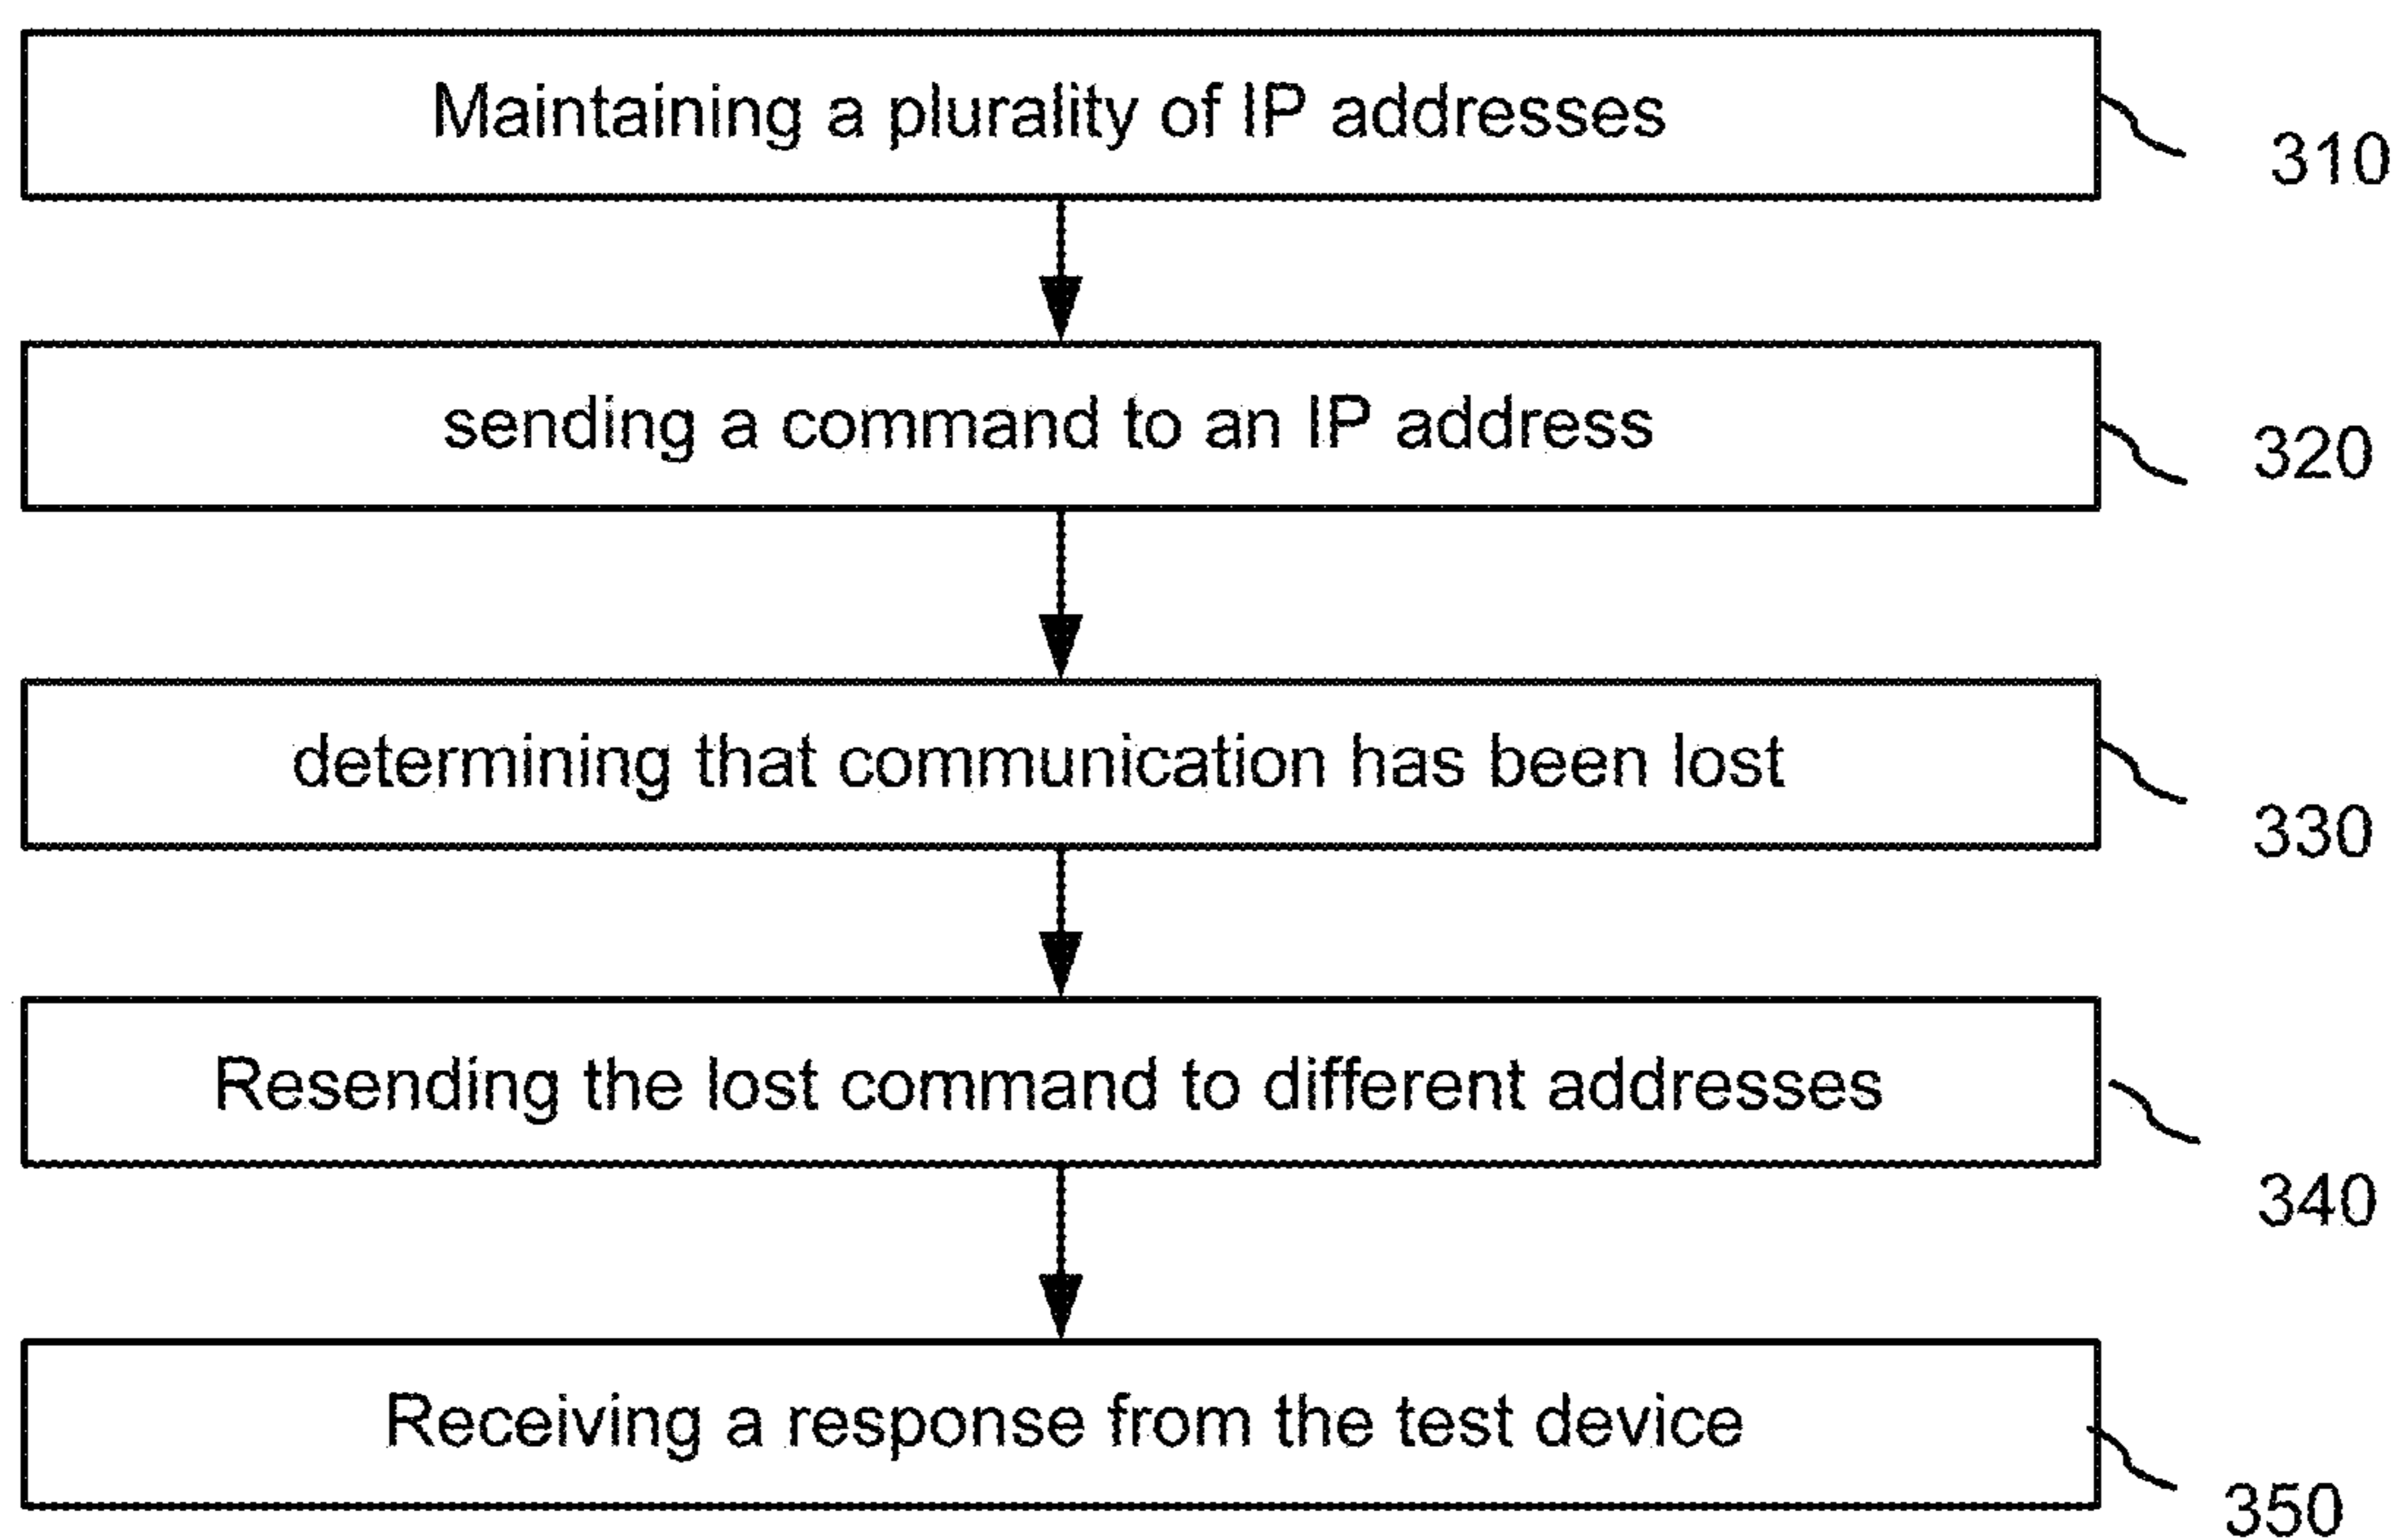 Maintaining a plurality of IP addresses
310
sending a command to an IP address
320
determining that communication has been lost
330
Resending the lost command to different addresses
340
Receiving a response from the test device
350